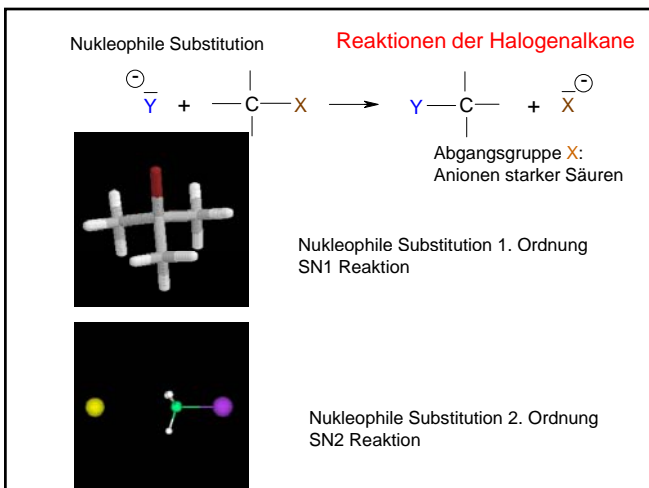 Nukleophile Substitution
Reaktionen der Halogenalkane
Y + C X Y C + X
Abgangsgruppe X:
Anionen starker Säuren
Nukleophile Substitution 1. Ordnung
SN1 Reaktion
Nukleophile Substitution 2. Ordnung
SN2 Reaktion